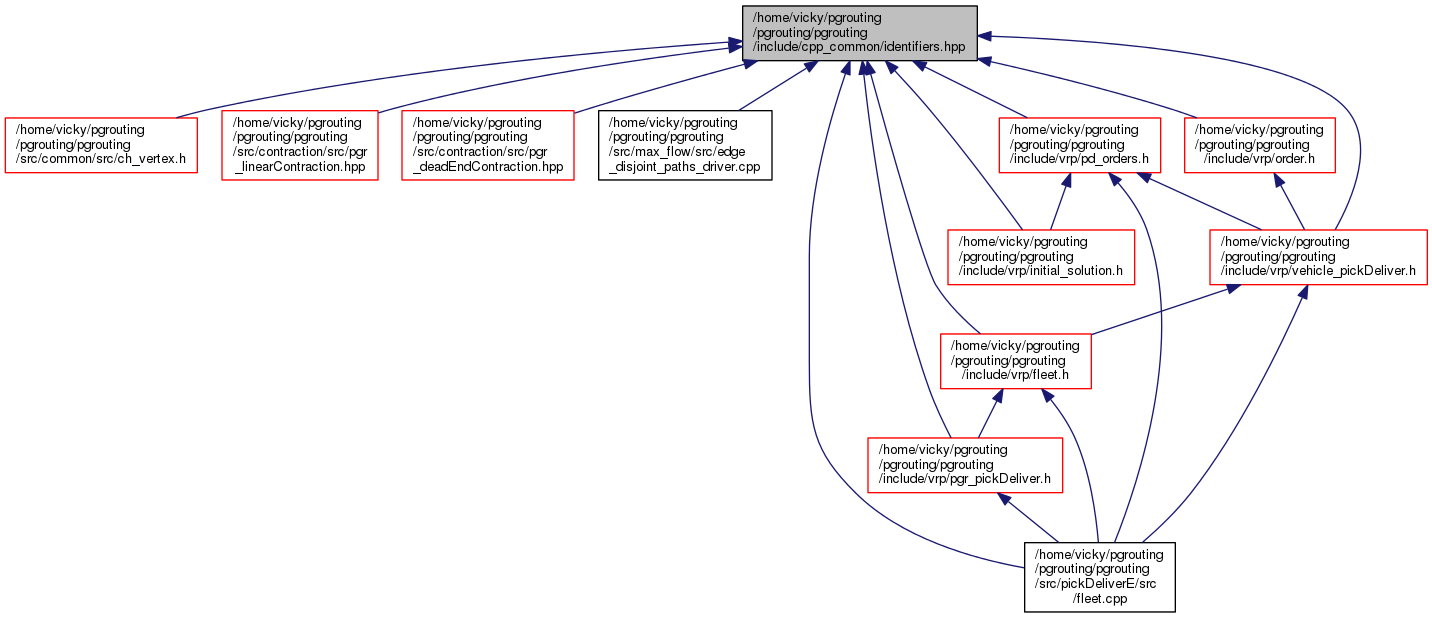 /home/vicky/pgrouting
/pgrouting/pgrouting
/include/cpp_common/identifiers.hpp
/home/vicky/pgrouting
/pgrouting/pgrouting
/src/common/src/ch_vertex.h
/home/vicky/pgrouting
/pgrouting/pgrouting
/src/contraction/src/pgr
_linearContraction.hpp
/home/vicky/pgrouting
/pgrouting/pgrouting
/src/contraction/src/pgr
_deadEndContraction.hpp
/home/vicky/pgrouting
/pgrouting/pgrouting
/src/max_flow/src/edge
_disjoint_paths_driver.cpp
/home/vicky/pgrouting
/pgrouting/pgrouting
/include/vrp/pd_orders.h
/home/vicky/pgrouting
/pgrouting/pgrouting
/include/vrp/order.h
/home/vicky/pgrouting
/pgrouting/pgrouting
/include/vrp/initial_solution.h
/home/vicky/pgrouting
/pgrouting/pgrouting
/include/vrp/vehicle_pickDeliver.h
/home/vicky/pgrouting
/pgrouting/pgrouting
/include/vrp/fleet.h
/home/vicky/pgrouting
/pgrouting/pgrouting
/include/vrp/pgr_pickDeliver.h
/home/vicky/pgrouting
/pgrouting/pgrouting
/src/pickDeliverE/src
/fleet.cpp